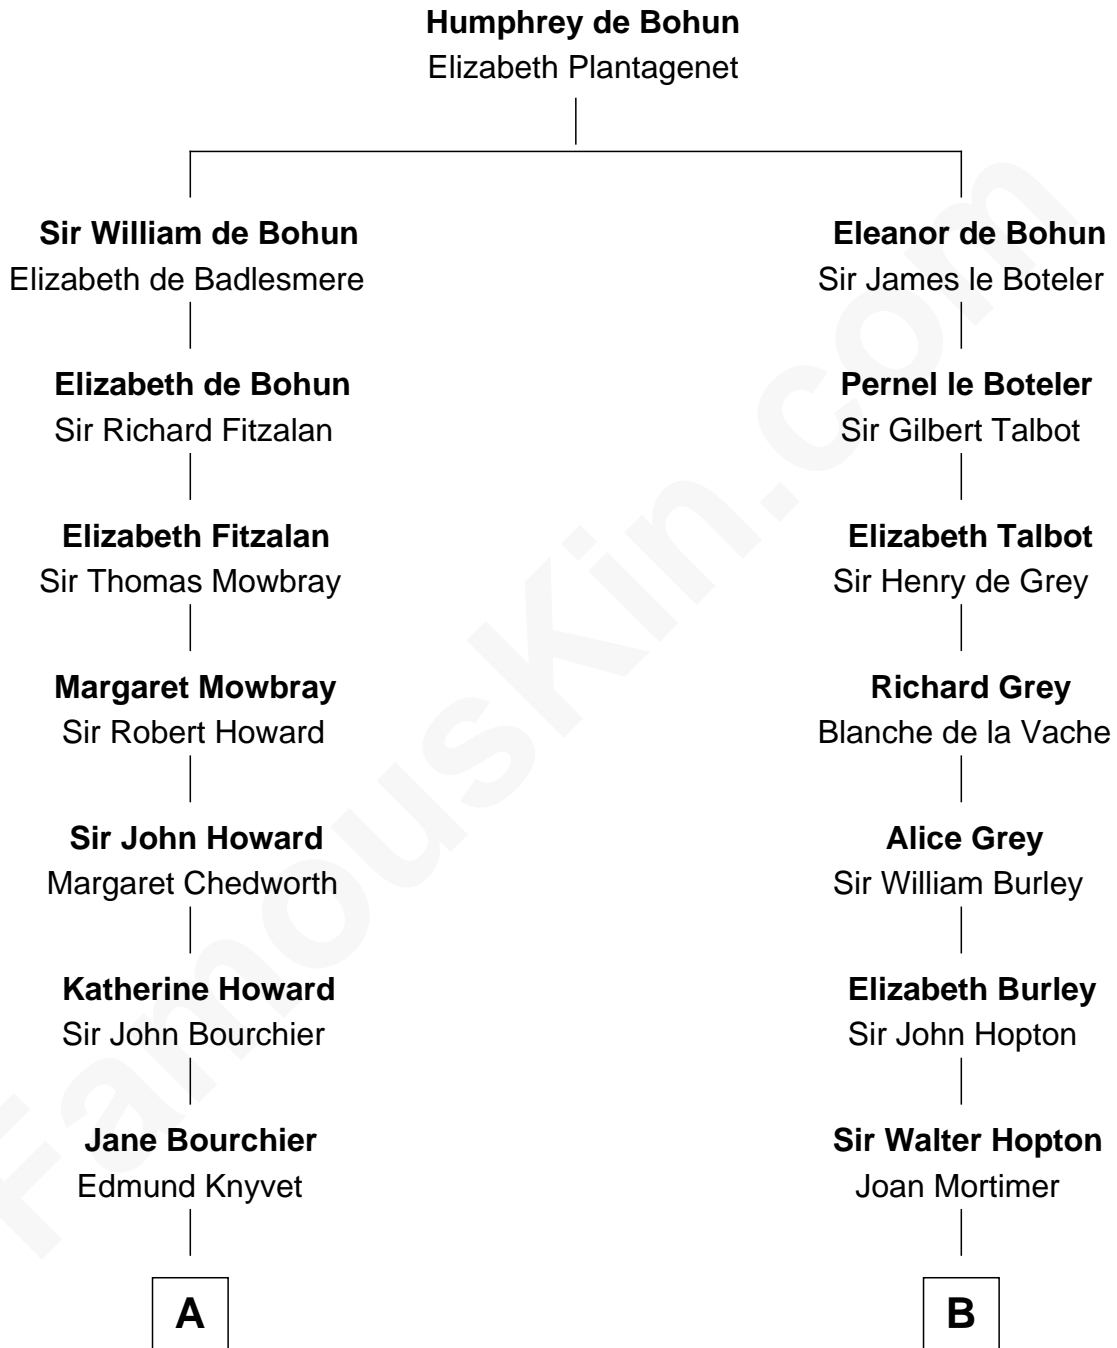 Humphrey de Bohun
Elizabeth Plantagenet
Sir William de Bohun
Elizabeth de Badlesmere
Eleanor de Bohun
Sir James le Boteler
Elizabeth de Bohun
Sir Richard Fitzalan
Pernel le Boteler
Sir Gilbert Talbot
Elizabeth Fitzalan
Sir Thomas Mowbray
Elizabeth Talbot
Sir Henry de Grey
Margaret Mowbray
Sir Robert Howard
Richard Grey
Blanche de la Vache
Sir John Howard
Margaret Chedworth
Alice Grey
Sir William Burley
Katherine Howard
Sir John Bourchier
Elizabeth Burley
Sir John Hopton
Jane Bourchier
Edmund Knyvet
Sir Walter Hopton
Joan Mortimer
A
B
FamousKin.com